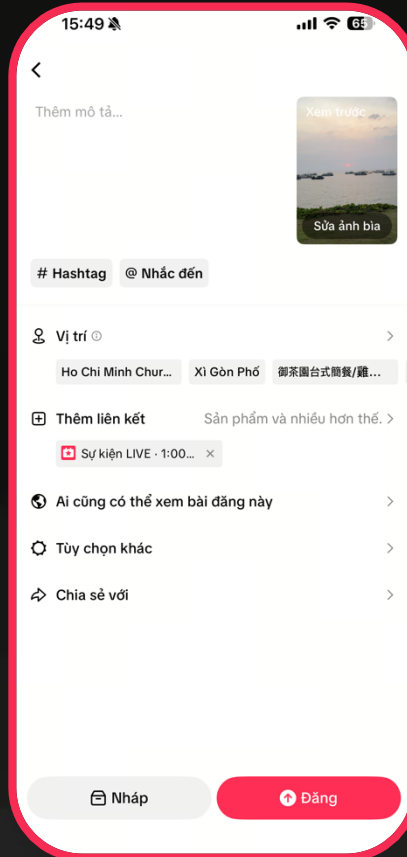 15:49
65
Thêm mô tả...
Xem trước
Sửa ảnh bìa
# Hashtag
@ Nhắc đến
Vị trí
Ho Chi Minh Chur...
Xì Gòn Phố
御茶園台式簡餐/雞...
Thêm liên kết
Sản phẩm và nhiều hơn thế.
Sự kiện LIVE · 1:00...
Ai cũng có thể xem bài đăng này
Tùy chọn khác
Chia sẻ với
Nháp
Đăng